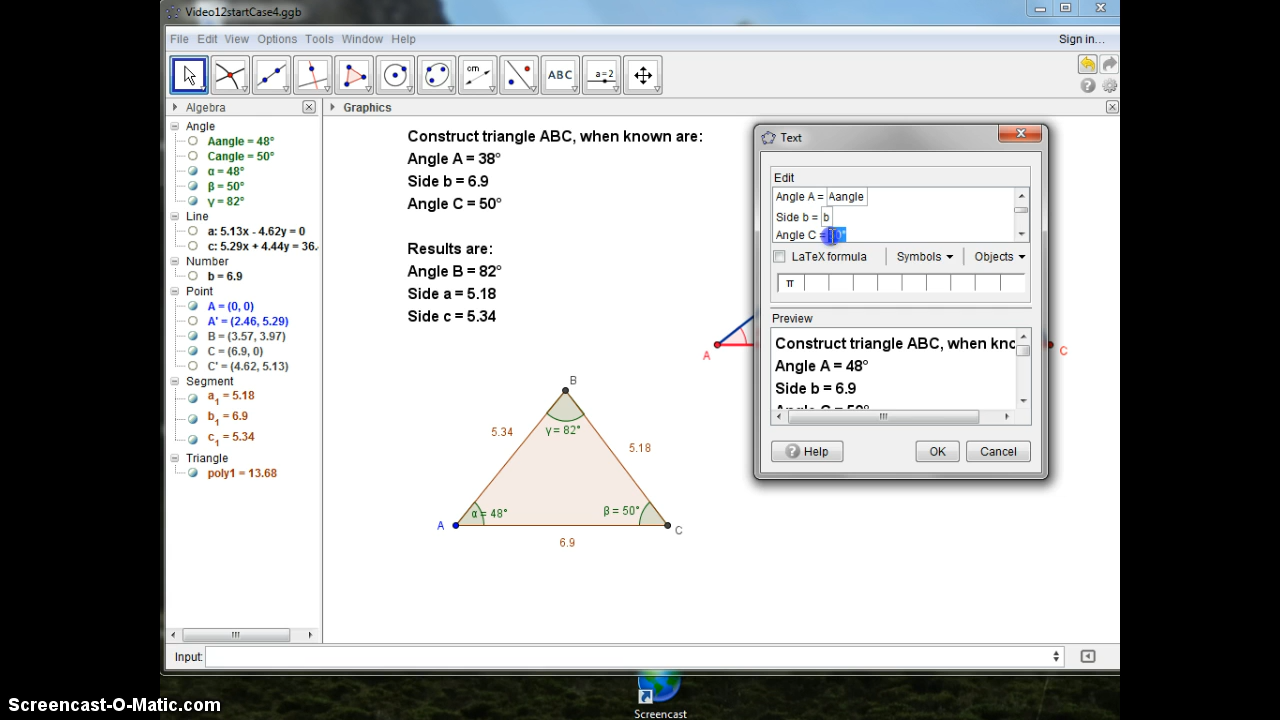 Video12startCase4.ggb
File Edit View Options Tools Window Help
Sign in...
cm
ABC
a=2
Algebra
Graphics
Angle
Aangle = 48°
Cangle = 50°
α = 48°
β = 50°
γ = 82°
Line
a: 5.13x - 4.62y = 0
c: 5.29x + 4.44y = 36.
Number
b = 6.9
Point
A = (0, 0)
A' = (2.46, 5.29)
B = (3.57, 3.97)
C = (6.9, 0)
C' = (4.62, 5.13)
Segment
a1 = 5.18
b1 = 6.9
c1 = 5.34
Triangle
poly1 = 13.68
Construct triangle ABC, when known are:
Angle A = 38°
Side b = 6.9
Angle C = 50°
Results are:
Angle B = 82°
Side a = 5.18
Side c = 5.34
B
γ = 82°
5.34
5.18
α = 48°
β = 50°
A
C
6.9
A
C
Text
Edit
Angle A = Aangle
Side b = b
Angle C =
LaTeX formula
Symbols
Objects
π
Preview
Construct triangle ABC, when kno
Angle A = 48°
Side b = 6.9
Angle C = 50°
? Help
OK
Cancel
Input:
Screencast
Screencast-O-Matic.com